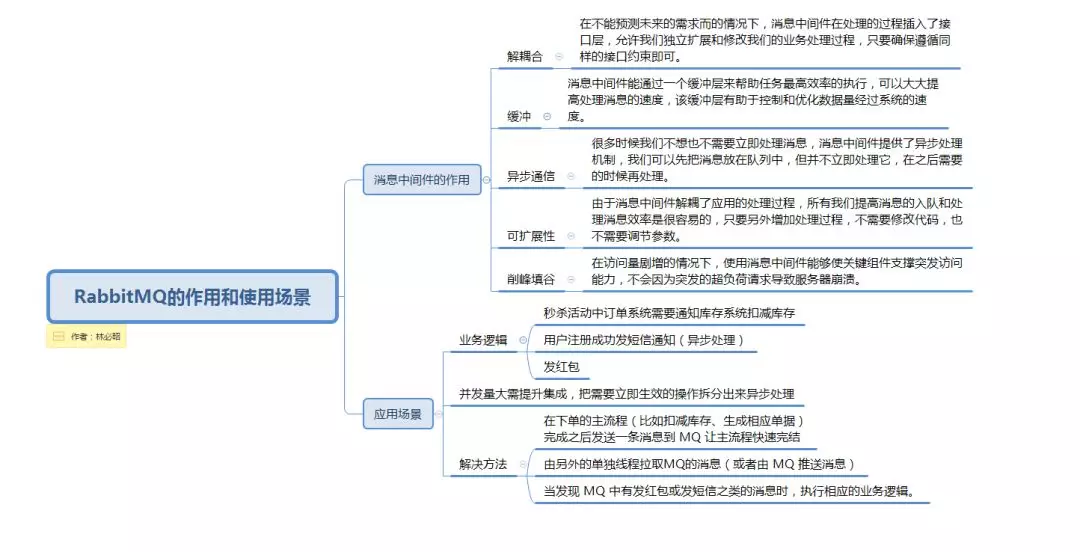 RabbitMQ的作用和使用场景
作者：林必昭
消息中间件的作用
解耦合
在不能预测未来的需求而的情况下，消息中间件在处理的过程插入了接
口层，允许我们独立扩展和修改我们的业务处理过程，只要确保遵循同
样的接口约束即可。
缓冲
消息中间件能通过一个缓冲层来帮助任务最高效率的执行，可以大大提
高处理消息的速度，该缓冲层有助于控制和优化数据量经过系统的速
度。
异步通信
很多时候我们不想也不需要立即处理消息，消息中间件提供了异步处理
机制，我们可以先把消息放在队列中，但并不立即处理它，在之后需要
的时候再处理。
可扩展性
由于消息中间件解耦了应用的处理过程，所有我们提高消息的入队和处
理消息效率是很容易的，只要另外增加处理过程，不需要修改代码，也
不需要调节参数。
削峰填谷
在访问量剧增的情况下，使用消息中间件能够使关键组件支撑突发访问
能力，不会因为突发的超负荷请求导致服务器崩溃。
应用场景
业务逻辑
秒杀活动中订单系统需要通知库存系统扣减库存
用户注册成功发短信通知（异步处理）
发红包
并发量大需提升集成，把需要立即生效的操作拆分出来异步处理
解决方法
在下单的主流程（比如扣减库存、生成相应单据）
完成之后发送一条消息到 MQ 让主流程快速完结
由另外的单独线程拉取MQ的消息（或者由 MQ 推送消息）
当发现 MQ 中有发红包或发短信之类的消息时，执行相应的业务逻辑。